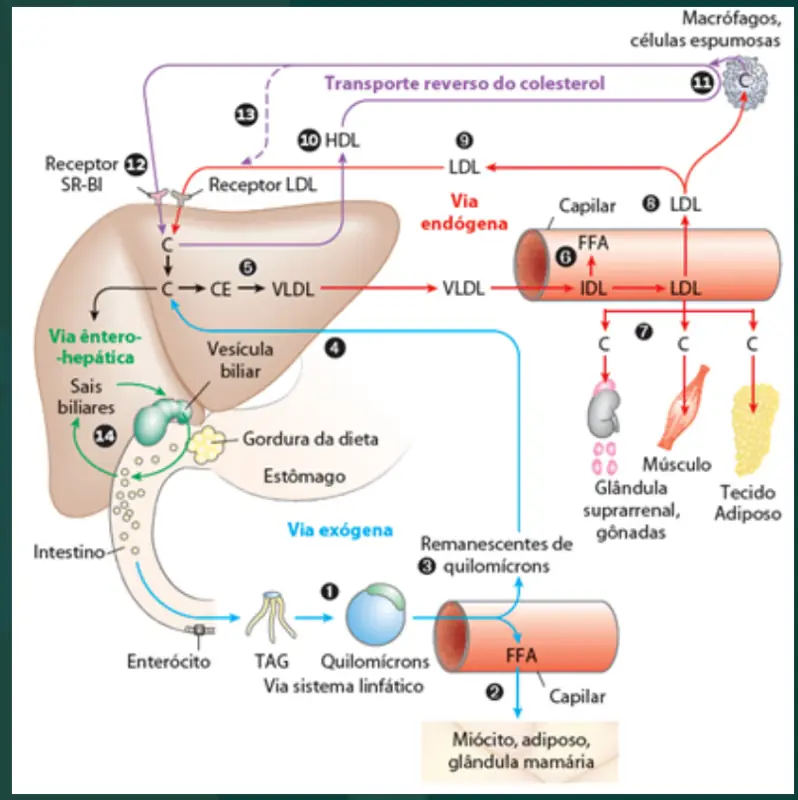 Macrófagos,
células espumosas
C
11
Transporte reverso do colesterol
13
10 HDL
9
LDL
Receptor 12
SR-BI
Receptor LDL
Via
endógena
Capilar
8 LDL
FFA
6
C
C
CE
5
VLDL
VLDL
IDL
LDL
7
C
C
C
Via êntero-
-hepática
Sais
biliares
14
Vesícula
biliar
4
Gordura da dieta
Estômago
Músculo
Glândula
suprarrenal,
gônadas
Tecido
Adiposo
Via exógena
Intestino
Remanescentes de
3 quilomícrons
1
Enterócito
TAG
Quilomícrons
Via sistema linfático
FFA
2
Capilar
Miócito, adiposo,
glândula mamária